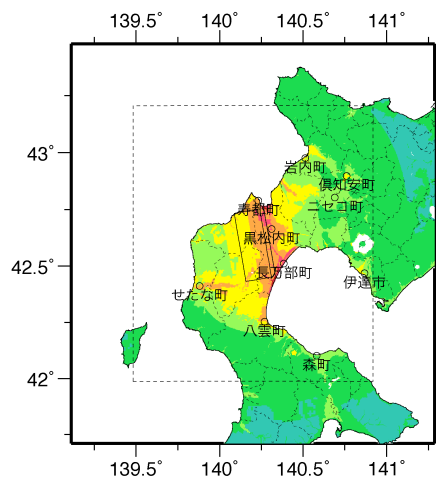 139.5° 140° 140.5° 141°
43°
42.5°
42°
岩内町
倶知安町
ニセコ町
寿都町
黒松内町
長万部町
伊達市
せたな町
八雲町
森町
139.5° 140° 140.5° 141°